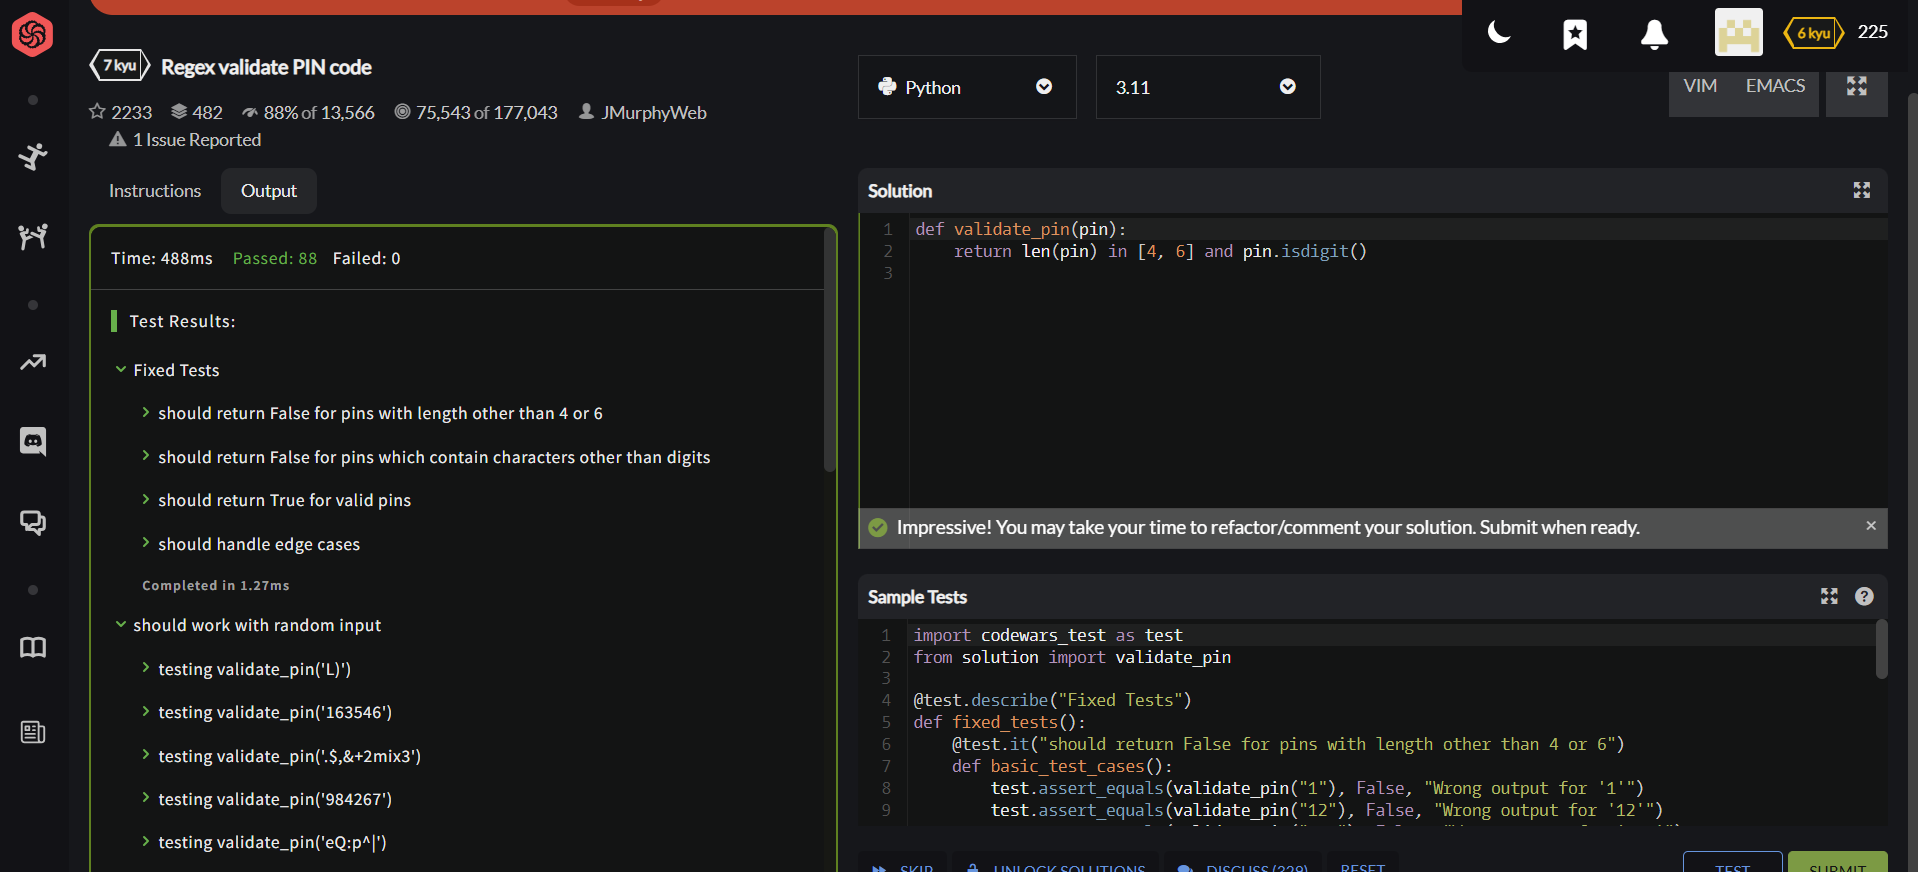 7 kyu Regex validate PIN code
2233 482 88% of 13,566 75,543 of 177,043 JMurphyWeb
1 Issue Reported
Python
3.11
VIM EMACS
6 kyu 225
Instructions Output
Time: 488ms Passed: 88 Failed: 0
Test Results:
Fixed Tests
should return False for pins with length other than 4 or 6
should return False for pins which contain characters other than digits
should return True for valid pins
should handle edge cases
Completed in 1.27ms
should work with random input
testing validate_pin('L)')
testing validate_pin('163546')
testing validate_pin('.$,&+2mix3')
testing validate_pin('984267')
testing validate_pin('eQ:p^|')
Solution
1 def validate_pin(pin):
2 return len(pin) in [4, 6] and pin.isdigit()
3
Impressive! You may take your time to refactor/comment your solution. Submit when ready.
Sample Tests
1 import codewars_test as test
2 from solution import validate_pin
3
4 @test.describe("Fixed Tests")
5 def fixed_tests():
6 @test.it("should return False for pins with length other than 4 or 6")
7 def basic_test_cases():
8 test.assert_equals(validate_pin("1"), False, "Wrong output for '1'")
9 test.assert_equals(validate_pin("12"), False, "Wrong output for '12'")
SKIP UNLOCK SOLUTIONS DISCUSS (329) RESET TEST SUBMIT